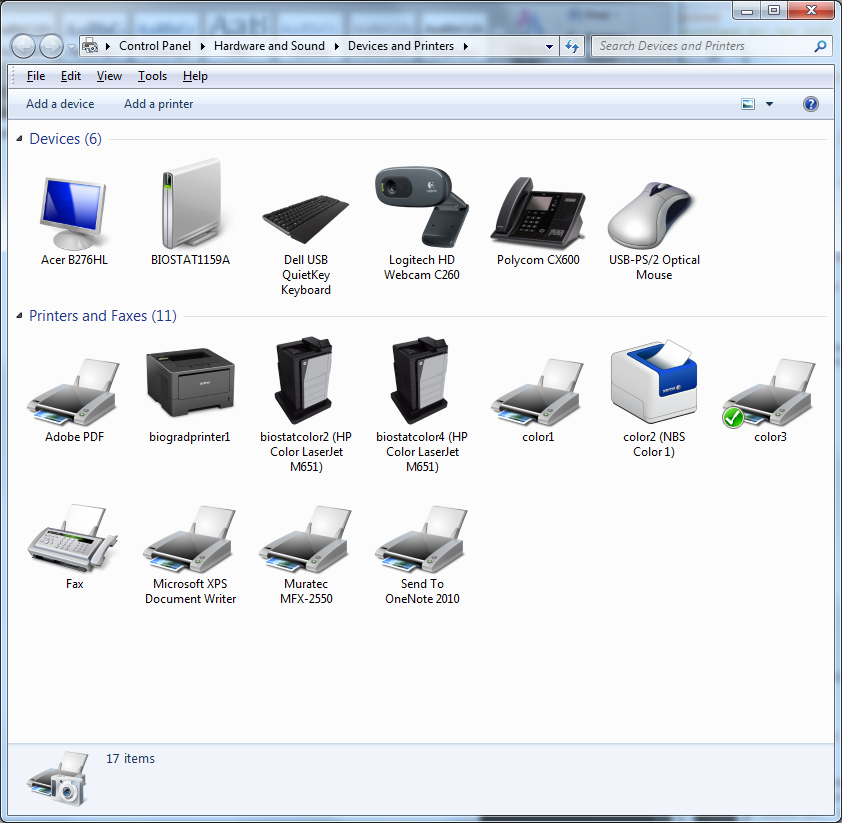 Control Panel Hardware and Sound Devices and Printers Search Devices and Printers
File Edit View Tools Help
Add a device Add a printer
Devices (6)
Acer B276HL
BIOSTAT1159A
Dell USB
QuietKey
Keyboard
Logitech HD
Webcam C260
Polycom CX600
USB-PS/2 Optical
Mouse
Printers and Faxes (11)
Adobe PDF
biogradprinter1
biostatcolor2 (HP
Color LaserJet
M651)
biostatcolor4 (HP
Color LaserJet
M651)
color1
color2 (NBS
Color 1)
color3
Fax
Microsoft XPS
Document Writer
Muratec
MFX-2550
Send To
OneNote 2010
17 items